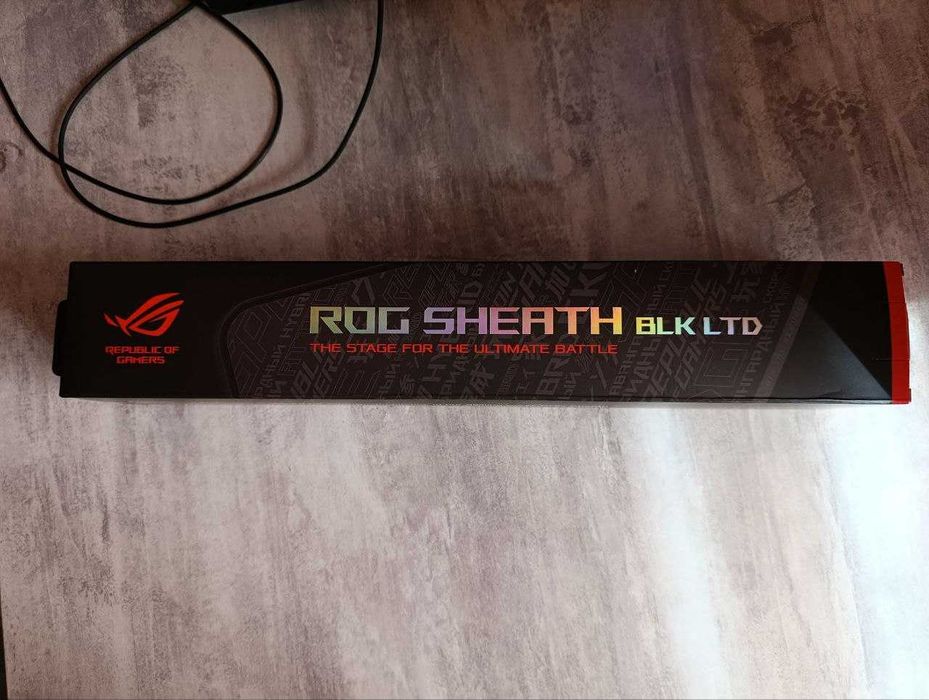 REPUBLIC OF
GAMERS
ROG SHEATH BLK LTD
THE STAGE FOR THE ULTIMATE BATTLE